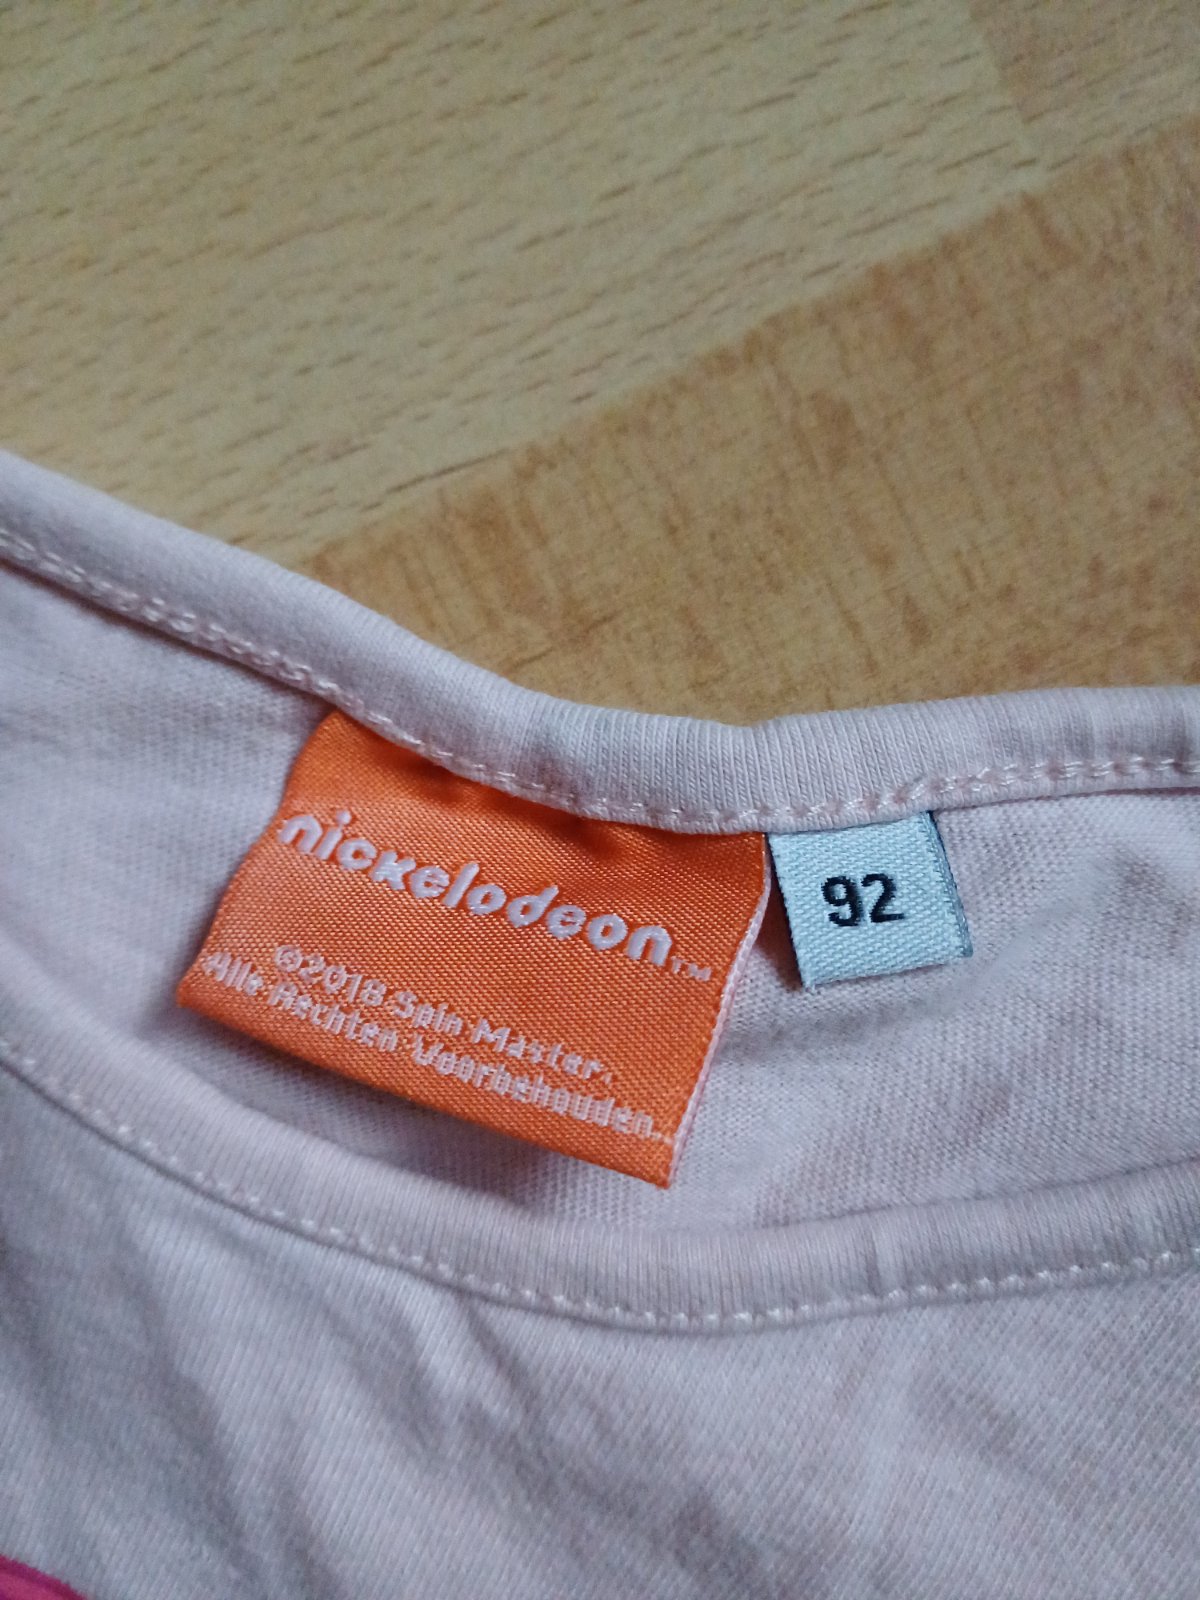 nickelodeon™
92
©2018 Spin Master.
Alle Rechten Voorbehouden.